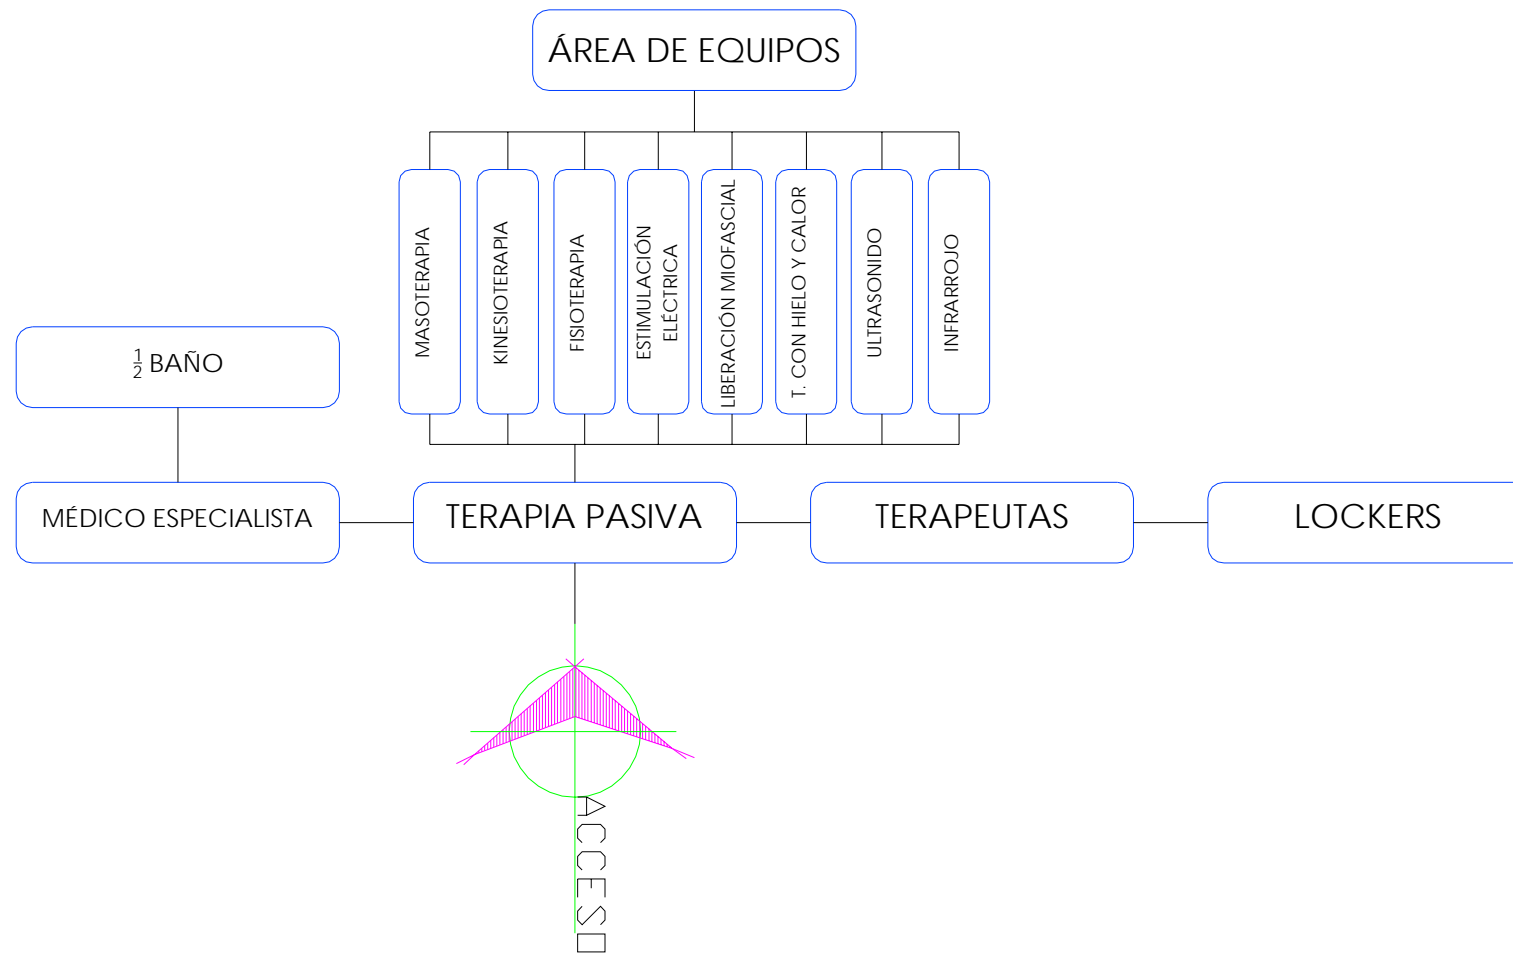 ÁREA DE EQUIPOS
MASOTERAPIA
KINESIOTERAPIA
FISIOTERAPIA
ESTIMULACIÓN
ELÉCTRICA
LIBERACIÓN MIOFASCIAL
T. CON HIELO Y CALOR
ULTRASONIDO
INFRARROJO
½ BAÑO
MÉDICO ESPECIALISTA
TERAPIA PASIVA
TERAPEUTAS
LOCKERS
ACCESO